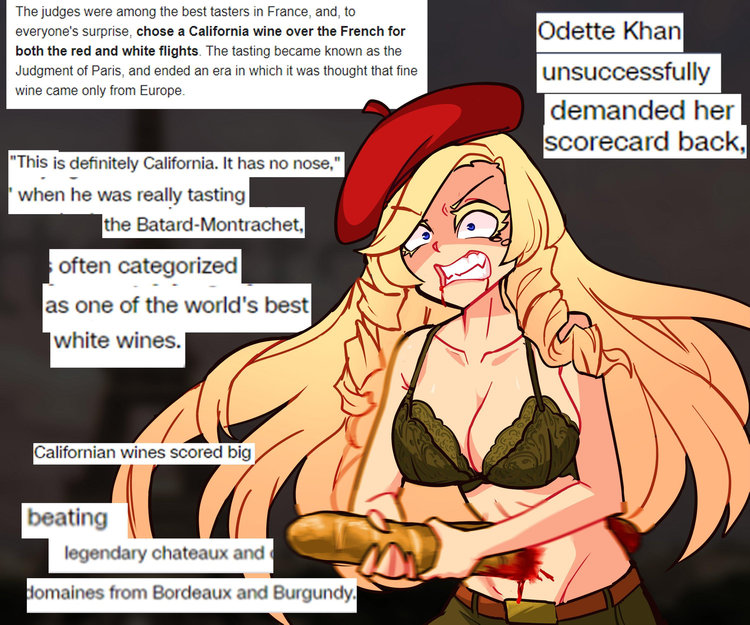 The judges were among the best tasters in France, and, to
everyone's surprise, chose a California wine over the French for
both the red and white flights. The tasting became known as the
Judgment of Paris, and ended an era in which it was thought that fine
wine came only from Europe.
Odette Khan
unsuccessfully
demanded her
scorecard back,
"This is definitely California. It has no nose,"
" when he was really tasting
the Batard-Montrachet,
often categorized
as one of the world's best
white wines.
Californian wines scored big
beating
legendary chateaux and
domaines from Bordeaux and Burgundy.